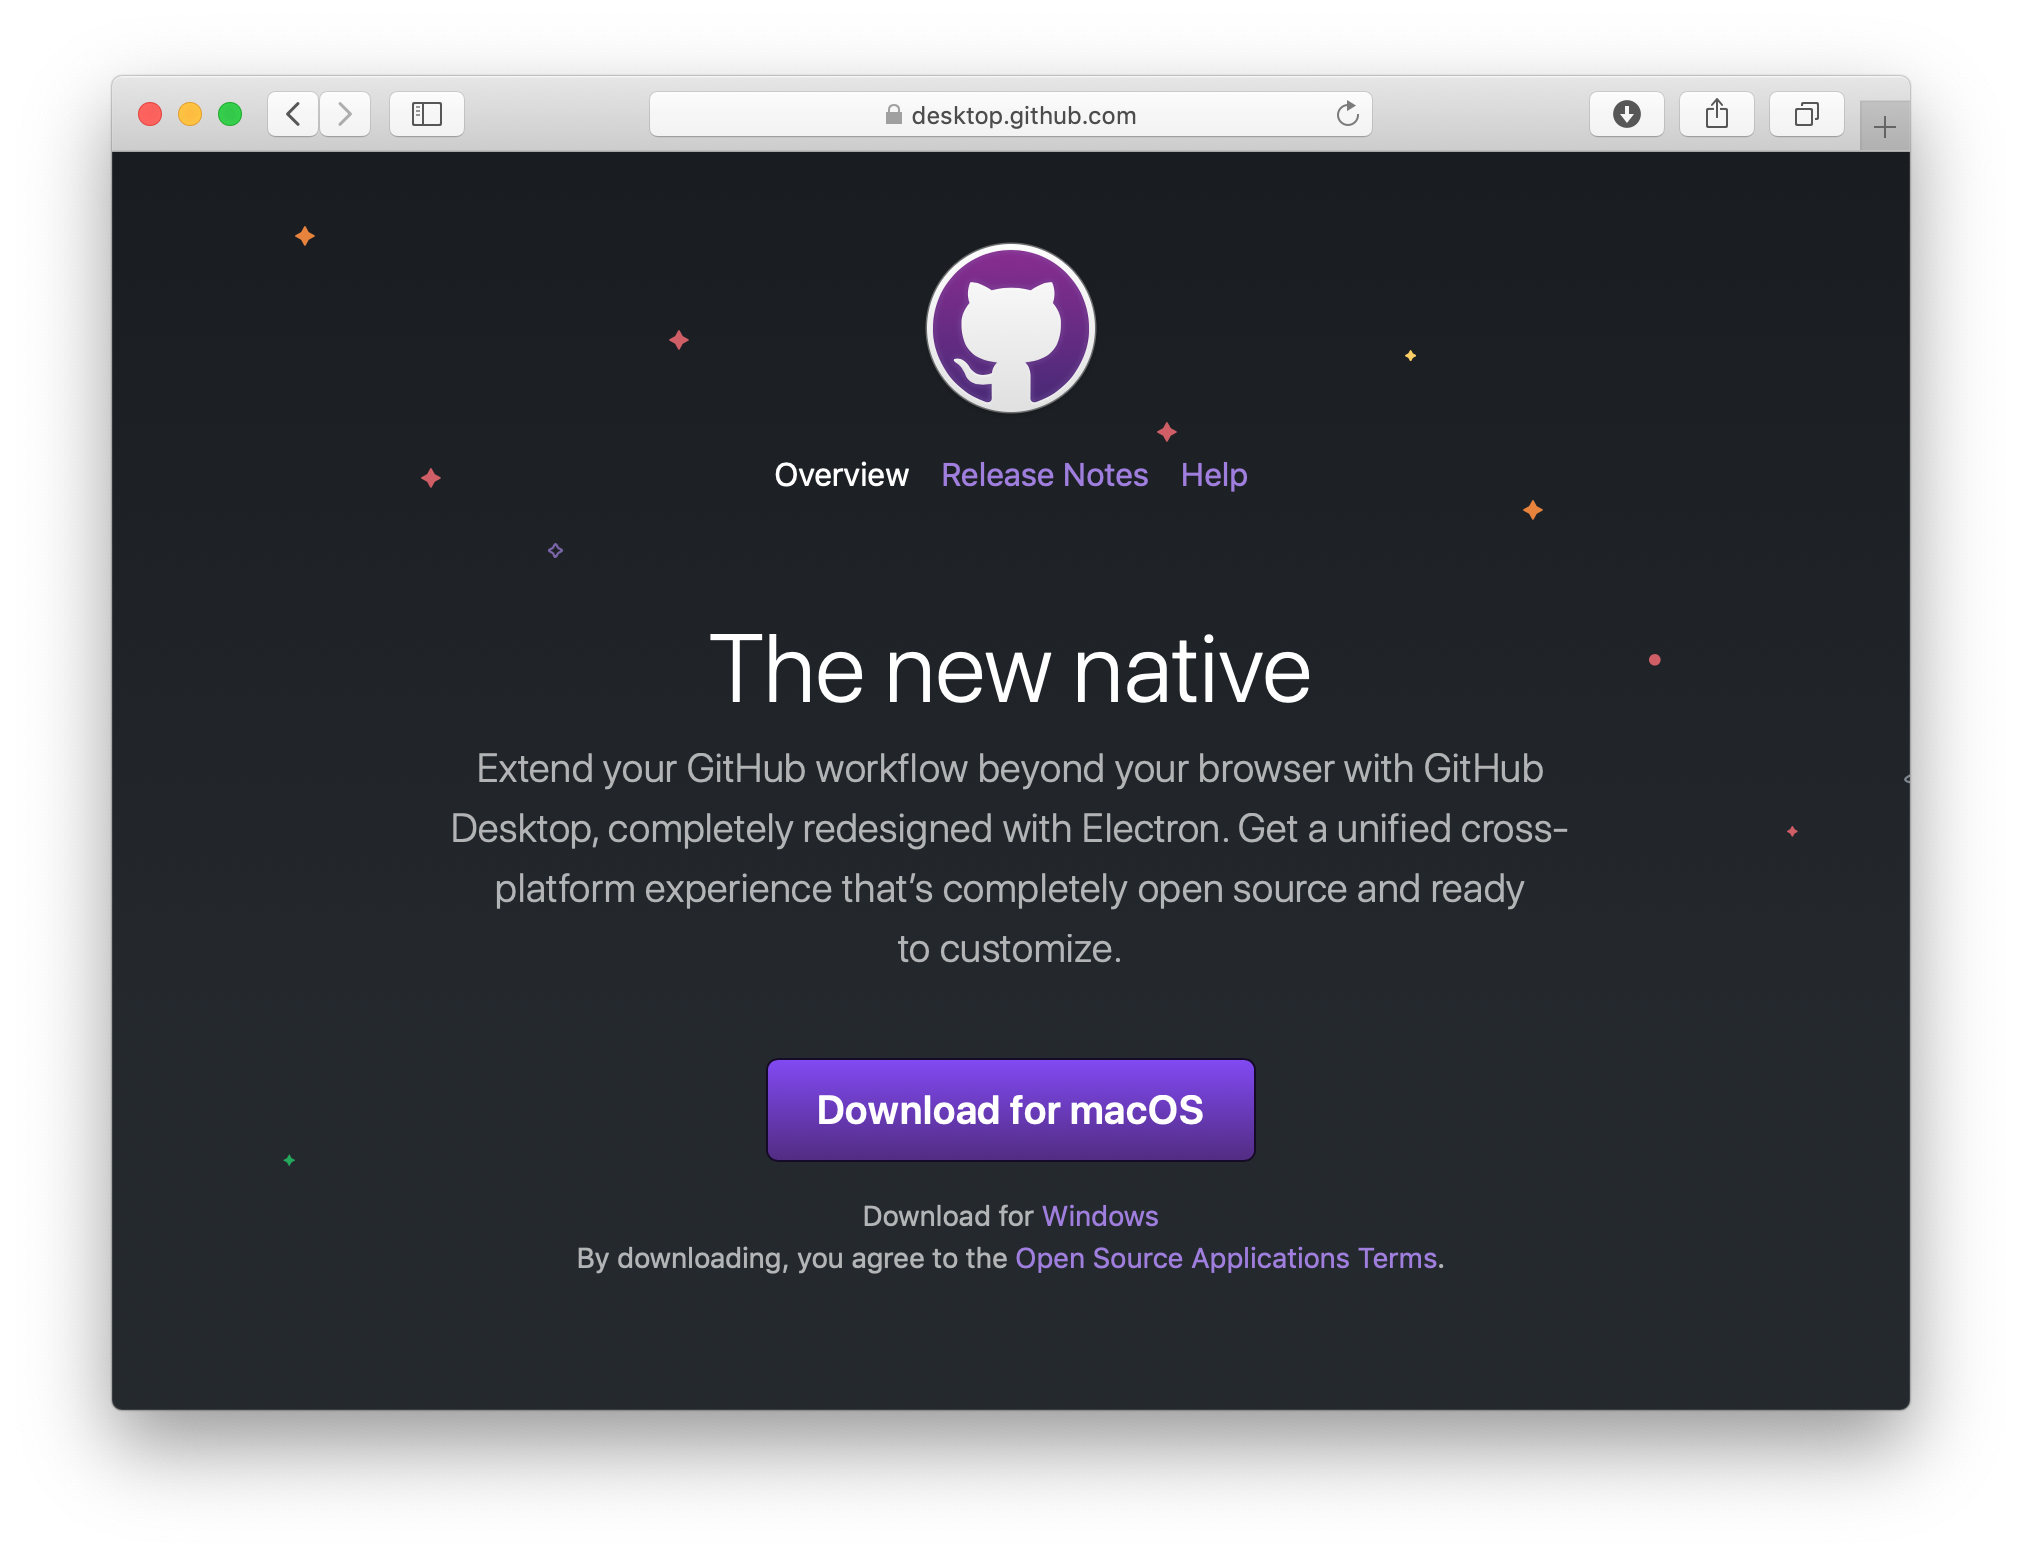 desktop.github.com
Overview Release Notes Help
The new native
Extend your GitHub workflow beyond your browser with GitHub
Desktop, completely redesigned with Electron. Get a unified cross-
platform experience that’s completely open source and ready
to customize.
Download for macOS
Download for Windows
By downloading, you agree to the Open Source Applications Terms.